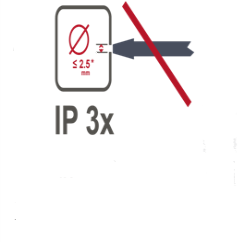 Ø
≤ 2.5*
mm
IP 3x